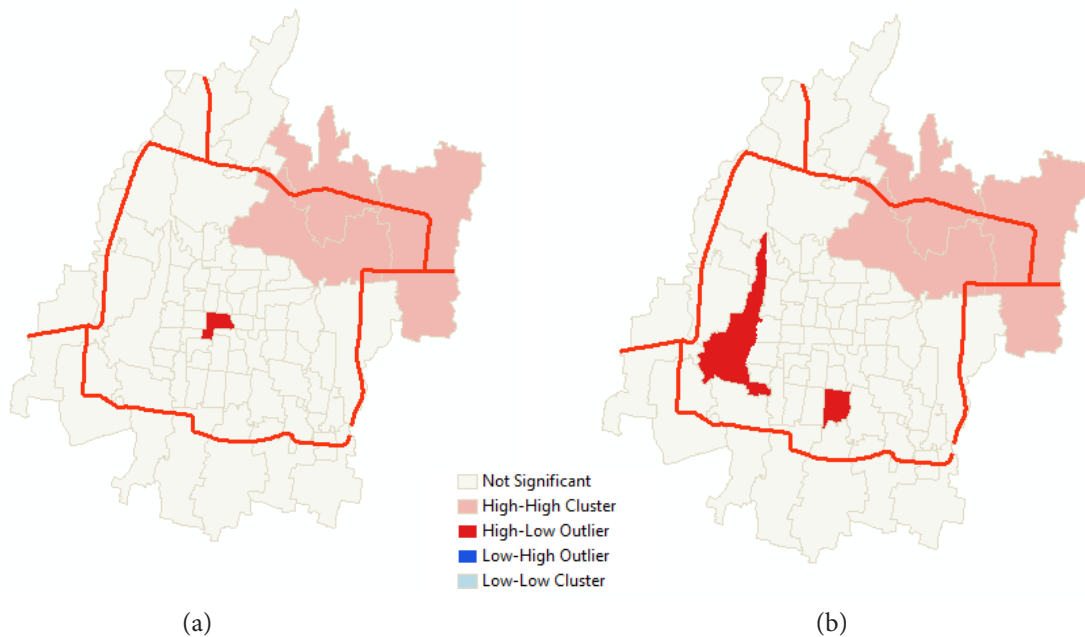 Not Significant
High-High Cluster
High-Low Outlier
Low-High Outlier
Low-Low Cluster
(a)
(b)